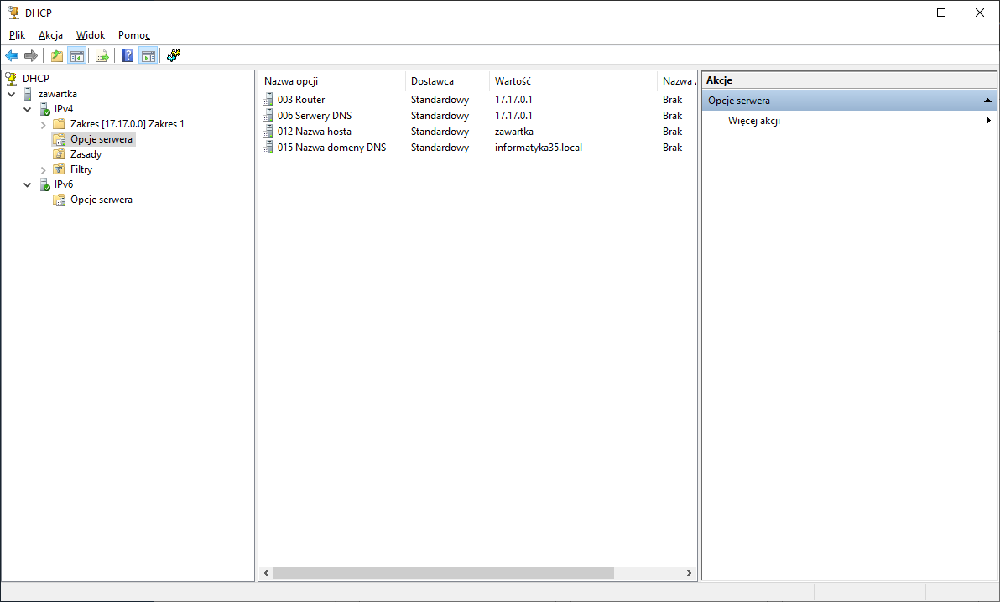 DHCP
Plik Akcja Widok Pomoc
DHCP
zawartka
IPv4
Zakres [17.17.0.0] Zakres 1
Opcje serwera
Zasady
Filtry
IPv6
Opcje serwera
Nazwa opcji Dostawca Wartość Nazwa
003 Router Standardowy 17.17.0.1 Brak
006 Serwery DNS Standardowy 17.17.0.1 Brak
012 Nazwa hosta Standardowy zawartka Brak
015 Nazwa domeny DNS Standardowy informatyka35.local Brak
Akcje
Opcje serwera
Więcej akcji